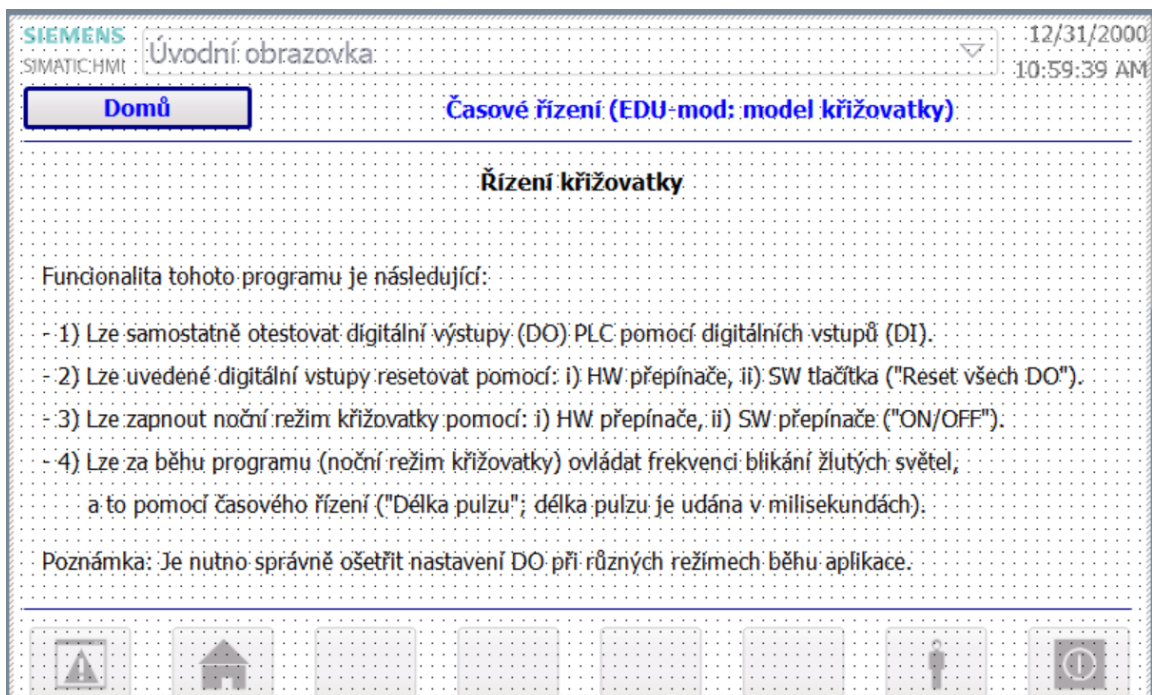 SIEMENS
SIMATIC HMI
Úvodní obrazovka
12/31/2000
10:59:39 AM
Domů
Časové řízení (EDU-mod: model křižovatky)
Řízení křižovatky
Funcionalita tohoto programu je následující:
- 1) Lze samostatně otestovat digitální výstupy (DO) PLC pomocí digitálních vstupů (DI).
- 2) Lze uvedené digitální vstupy resetovat pomocí: i) HW přepínače, ii) SW tlačítka ("Reset všech DO").
- 3) Lze zapnout noční režim křižovatky pomocí: i) HW přepínače, ii) SW přepínače ("ON/OFF").
- 4) Lze za běhu programu (noční režim křižovatky) ovládat frekvenci blikání žlutých světel,
a to pomocí časového řízení ("Délka pulzu"; délka pulzu je udána v milisekundách).
Poznámka: Je nutno správně ošetřit nastavení DO při různých režimech běhu aplikace.